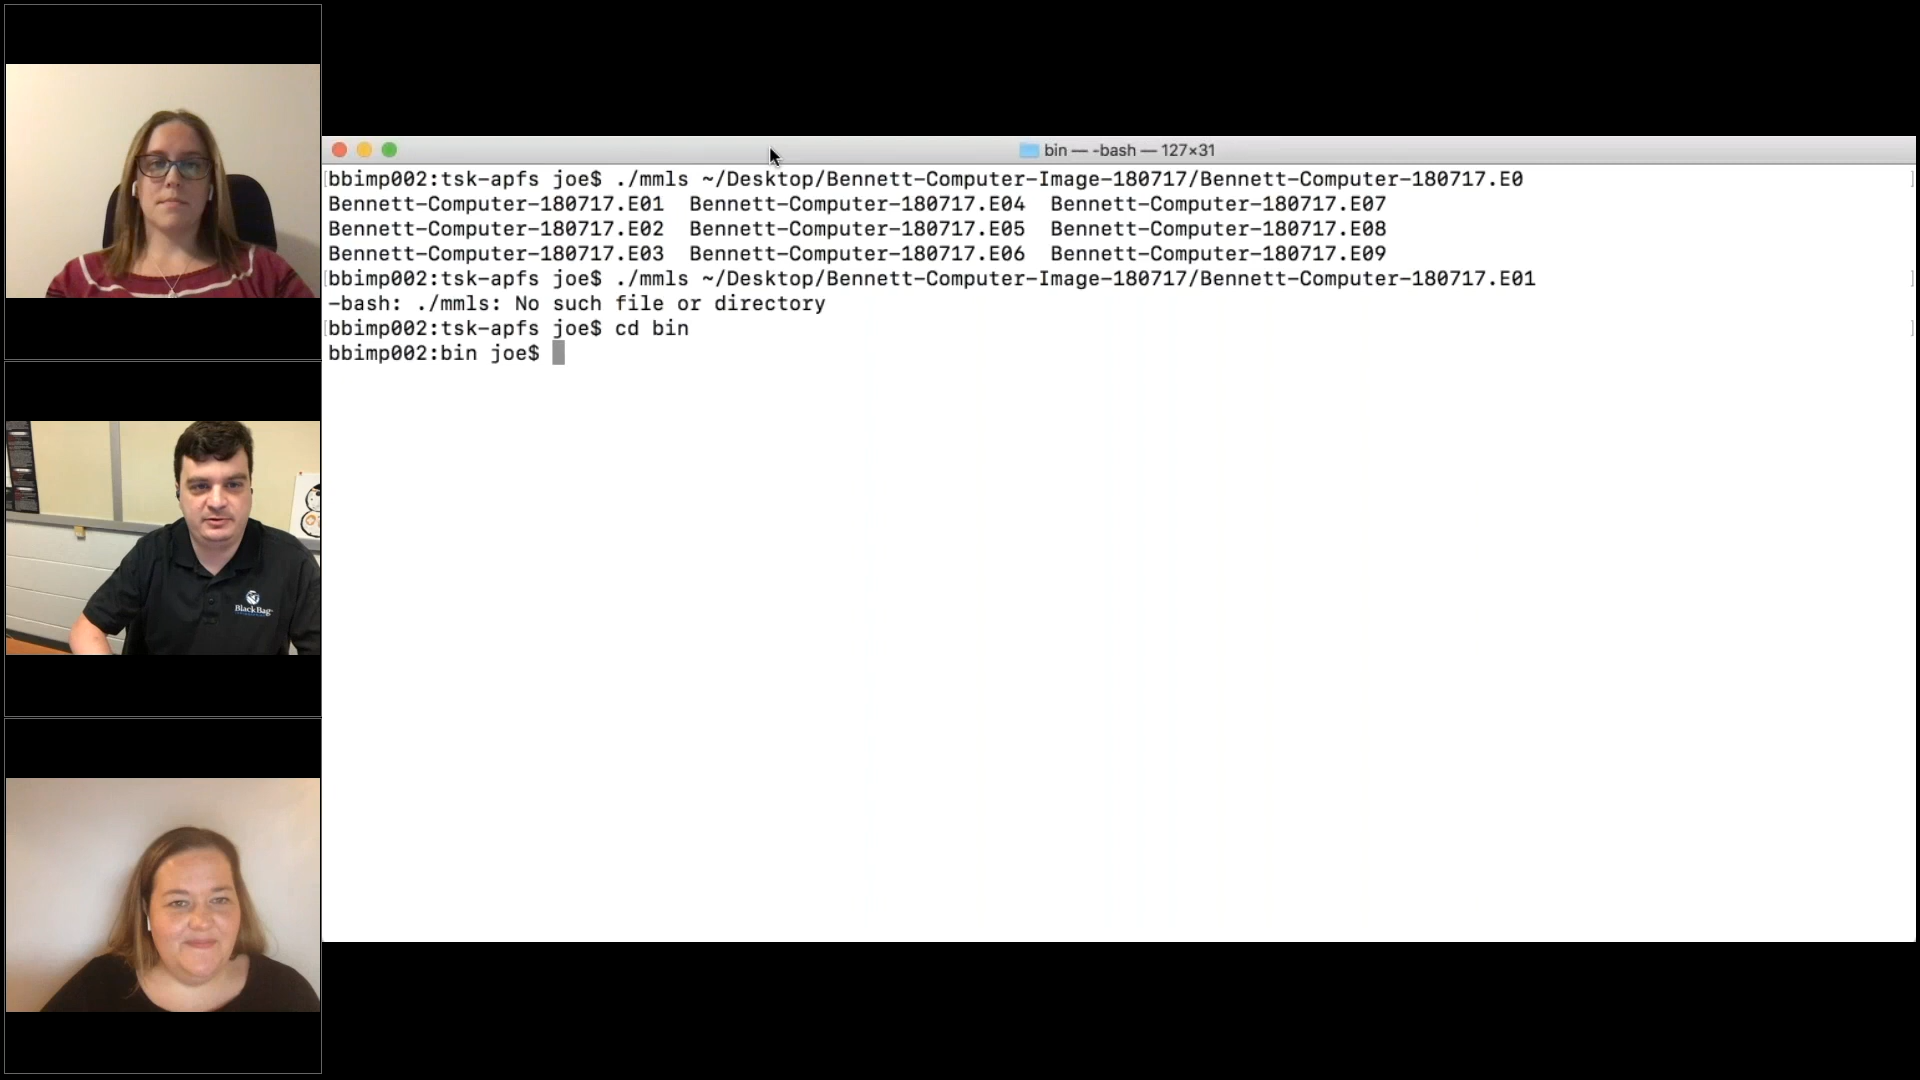 bin — -bash — 127×31
bbimp002:tsk-apfs joe$ ./mmls ~/Desktop/Bennett-Computer-Image-180717/Bennett-Computer-180717.E0
Bennett-Computer-180717.E01  Bennett-Computer-180717.E04  Bennett-Computer-180717.E07
Bennett-Computer-180717.E02  Bennett-Computer-180717.E05  Bennett-Computer-180717.E08
Bennett-Computer-180717.E03  Bennett-Computer-180717.E06  Bennett-Computer-180717.E09
bbimp002:tsk-apfs joe$ ./mmls ~/Desktop/Bennett-Computer-Image-180717/Bennett-Computer-180717.E01
-bash: ./mmls: No such file or directory
bbimp002:tsk-apfs joe$ cd bin
bbimp002:bin joe$
BlackBag